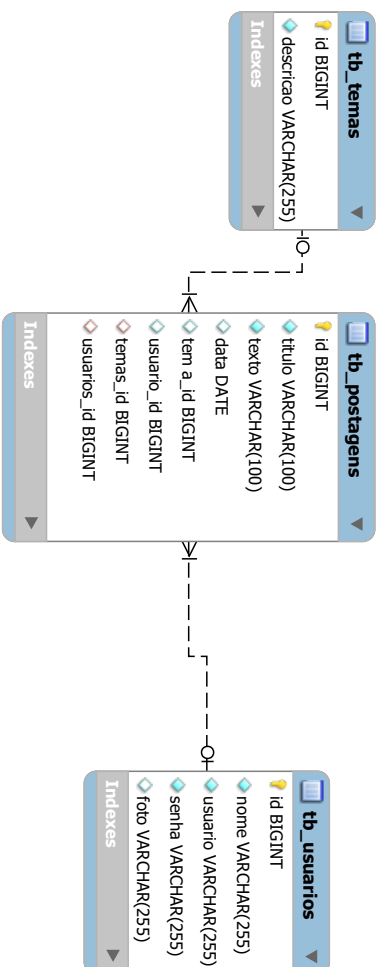 tb_temas
id BIGINT
descricao VARCHAR(255)
Indexes
tb_postagens
id BIGINT
titulo VARCHAR(100)
texto VARCHAR(100)
data DATE
tem a_id BIGINT
usuario_id BIGINT
temas_id BIGINT
usuarios_id BIGINT
Indexes
tb_usuarios
id BIGINT
nome VARCHAR(255)
usuario VARCHAR(255)
senha VARCHAR(255)
foto VARCHAR(255)
Indexes